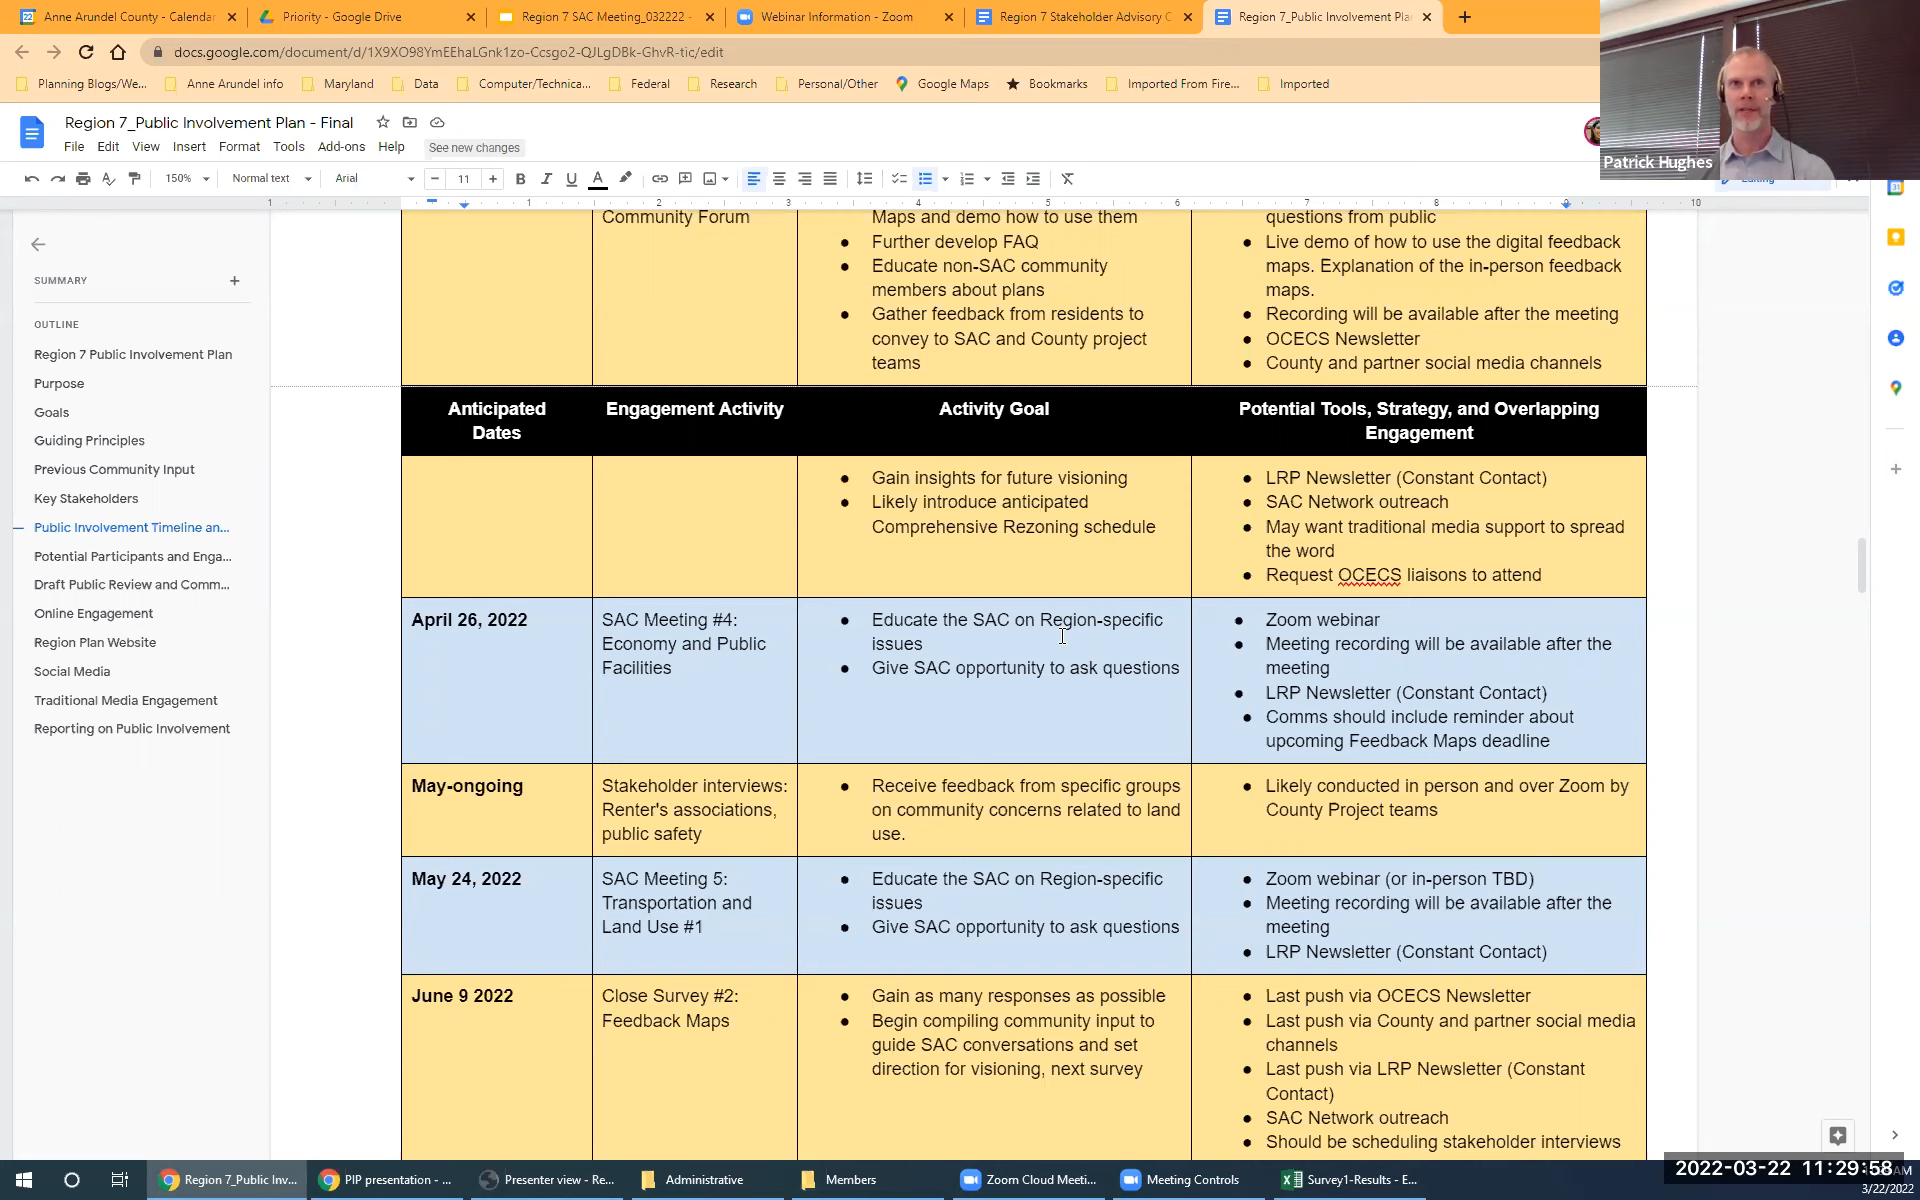 Anne Arundel County - Calenda
Priority - Google Drive
Region 7 SAC Meeting_032222 -
Webinar Information - Zoom
Region 7 Stakeholder Advisory C
Region 7_Public Involvement Pla
docs.google.com/document/d/1X9XO98YmEEhaLGnk1zo-Ccsgo2-QJLgDBk-GhvR-tic/edit
Planning Blogs/We...
Anne Arundel info
Maryland
Data
Computer/Technica...
Federal
Research
Personal/Other
Google Maps
Bookmarks
Imported From Fire...
Imported
Patrick Hughes
Region 7_Public Involvement Plan - Final
File Edit View Insert Format Tools Add-ons Help See new changes
150% Normal text Arial 11
1 1 2 3 4 5 6 7 8 9 10
SUMMARY
OUTLINE
Region 7 Public Involvement Plan
Purpose
Goals
Guiding Principles
Previous Community Input
Key Stakeholders
Public Involvement Timeline an...
Potential Participants and Enga...
Draft Public Review and Comm...
Online Engagement
Region Plan Website
Social Media
Traditional Media Engagement
Reporting on Public Involvement
Community Forum
Maps and demo how to use them
● Further develop FAQ
● Educate non-SAC community
members about plans
● Gather feedback from residents to
convey to SAC and County project
teams
questions from public
● Live demo of how to use the digital feedback
maps. Explanation of the in-person feedback
maps.
● Recording will be available after the meeting
● OCECS Newsletter
● County and partner social media channels
Anticipated
Dates
Engagement Activity
Activity Goal
Potential Tools, Strategy, and Overlapping
Engagement
● Gain insights for future visioning
● Likely introduce anticipated
Comprehensive Rezoning schedule
● LRP Newsletter (Constant Contact)
● SAC Network outreach
● May want traditional media support to spread
the word
● Request OCECS liaisons to attend
April 26, 2022
SAC Meeting #4:
Economy and Public
Facilities
● Educate the SAC on Region-specific
issues
● Give SAC opportunity to ask questions
● Zoom webinar
● Meeting recording will be available after the
meeting
● LRP Newsletter (Constant Contact)
● Comms should include reminder about
upcoming Feedback Maps deadline
May-ongoing
Stakeholder interviews:
Renter's associations,
public safety
● Receive feedback from specific groups
on community concerns related to land
use.
● Likely conducted in person and over Zoom by
County Project teams
May 24, 2022
SAC Meeting 5:
Transportation and
Land Use #1
● Educate the SAC on Region-specific
issues
● Give SAC opportunity to ask questions
● Zoom webinar (or in-person TBD)
● Meeting recording will be available after the
meeting
● LRP Newsletter (Constant Contact)
June 9 2022
Close Survey #2:
Feedback Maps
● Gain as many responses as possible
● Begin compiling community input to
guide SAC conversations and set
direction for visioning, next survey
● Last push via OCECS Newsletter
● Last push via County and partner social media
channels
● Last push via LRP Newsletter (Constant
Contact)
● SAC Network outreach
● Should be scheduling stakeholder interviews
Region 7_Public Inv...
PIP presentation - ...
Presenter view - Re...
Administrative
Members
Zoom Cloud Meeti...
Meeting Controls
Survey1-Results - E...
2022-03-22 11:29:58
3/22/2022